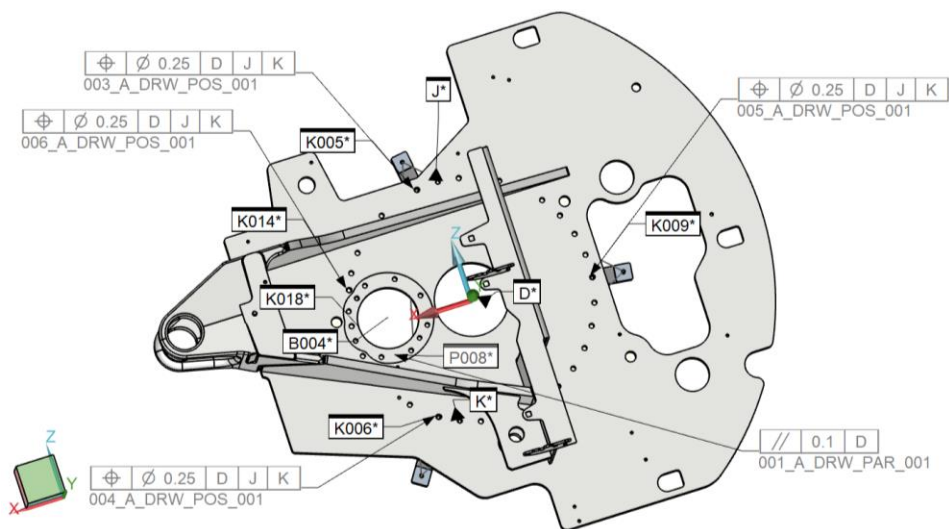 ⌖ Ø 0.25 D J K
003_A_DRW_POS_001
J*
⌖ Ø 0.25 D J K
005_A_DRW_POS_001
⌖ Ø 0.25 D J K
006_A_DRW_POS_001
K005*
K014*
K009*
Z
Y
X
K018*
D*
B004*
P008*
K*
K006*
// 0.1 D
001_A_DRW_PAR_001
⌖ Ø 0.25 D J K
004_A_DRW_POS_001
Z
Y
X